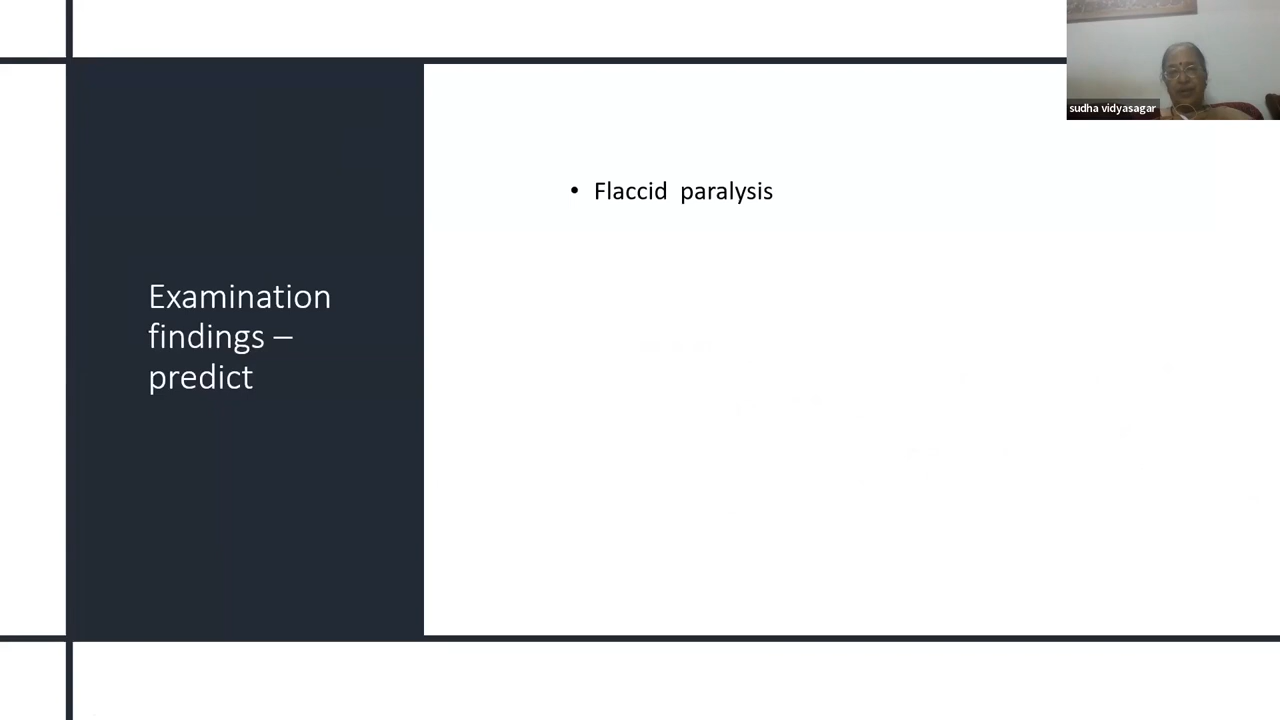 sudha vidyasagar
• Flaccid paralysis
Examination
findings –
predict